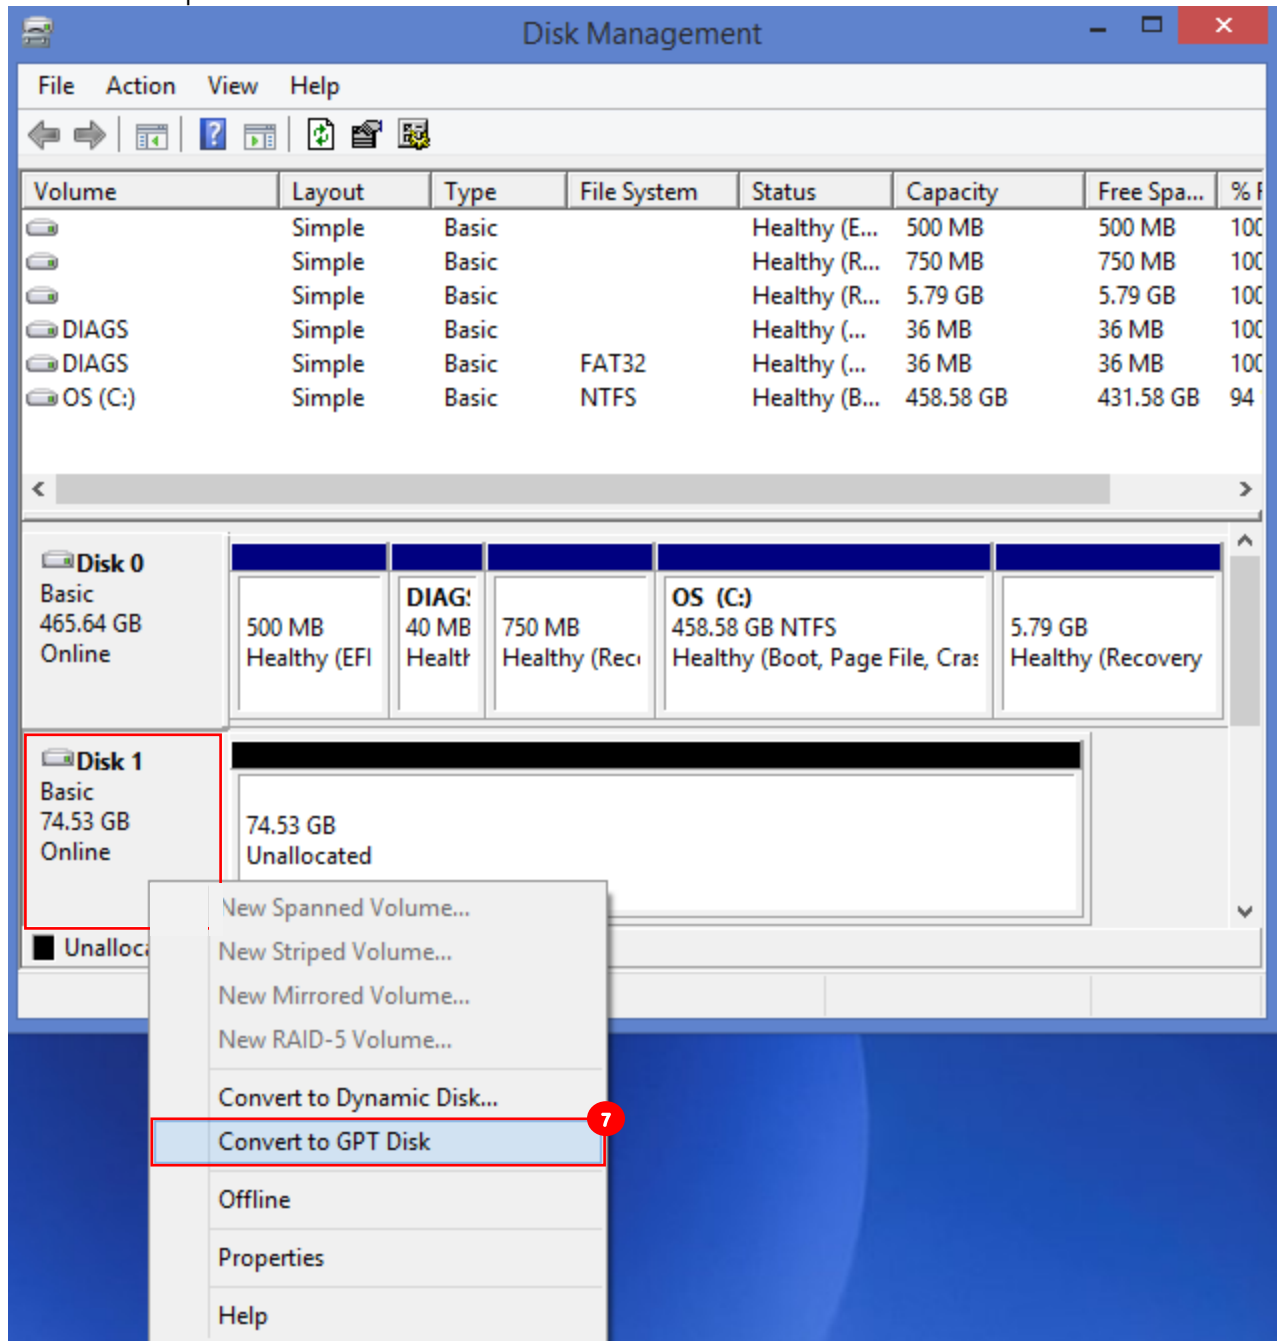 Disk Management
File Action View Help
Volume Layout Type File System Status Capacity Free Spa... %
Simple Basic Healthy (E... 500 MB 500 MB 100
Simple Basic Healthy (R... 750 MB 750 MB 100
Simple Basic Healthy (R... 5.79 GB 5.79 GB 100
DIAGS Simple Basic Healthy (... 36 MB 36 MB 100
DIAGS Simple Basic FAT32 Healthy (... 36 MB 36 MB 100
OS (C:) Simple Basic NTFS Healthy (B... 458.58 GB 431.58 GB 94
Disk 0
Basic
465.64 GB
Online
500 MB
Healthy (EFI
DIAGS
40 MB
Health
750 MB
Healthy (Rec
OS (C:)
458.58 GB NTFS
Healthy (Boot, Page File, Cras
5.79 GB
Healthy (Recovery
Disk 1
Basic
74.53 GB
Online
74.53 GB
Unallocated
Unalloc
New Spanned Volume...
New Striped Volume...
New Mirrored Volume...
New RAID-5 Volume...
Convert to Dynamic Disk...
7
Convert to GPT Disk
Offline
Properties
Help